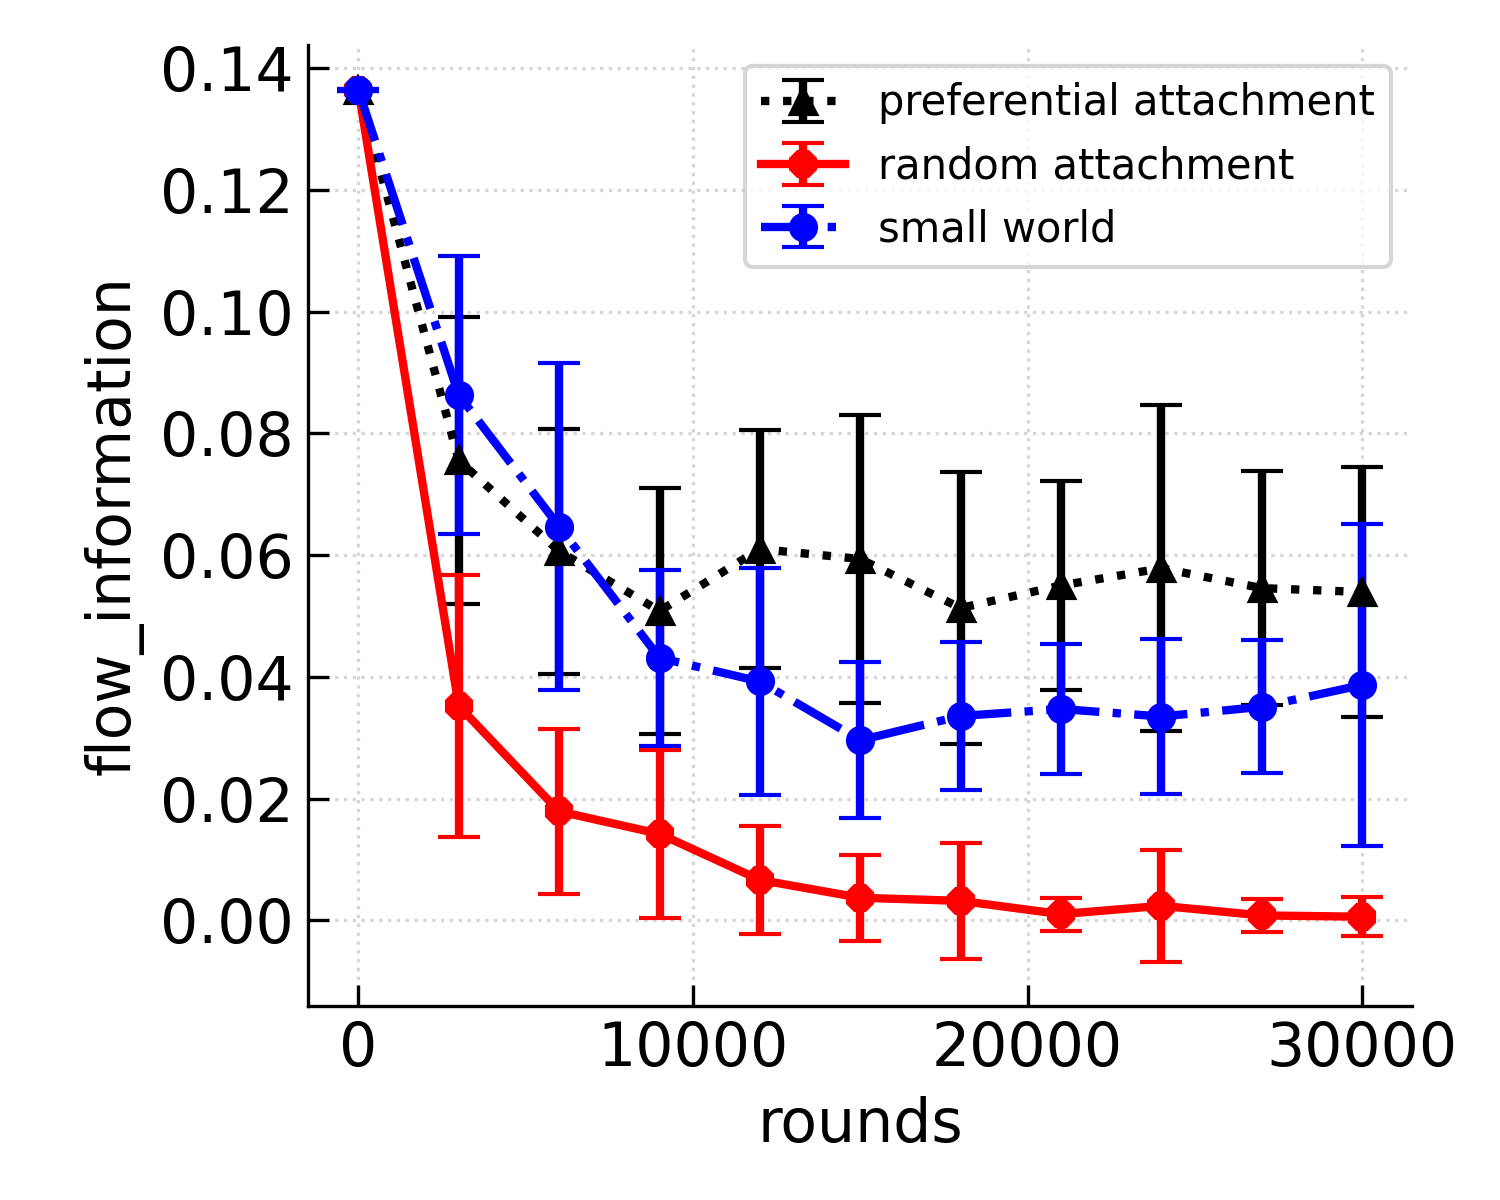 0.14
0.12
0.10
0.08
0.06
0.04
0.02
0.00
flow_information
preferential attachment
random attachment
small world
0 10000 20000 30000
rounds